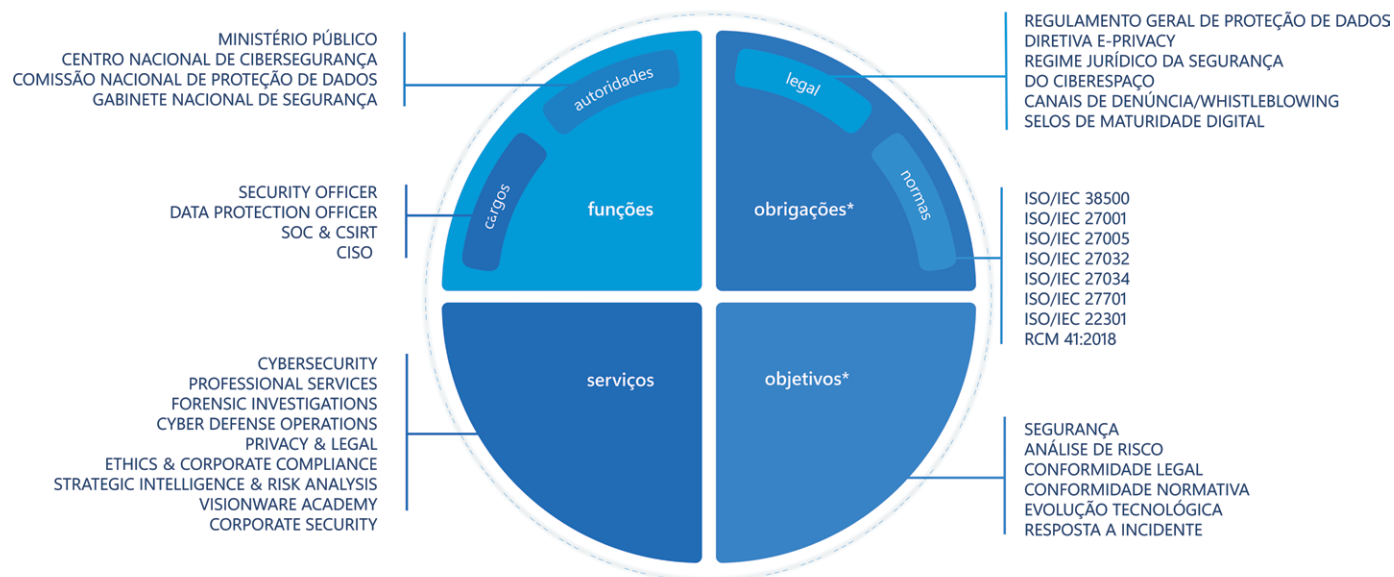 MINISTÉRIO PÚBLICO
CENTRO NACIONAL DE CIBERSEGURANÇA
COMISSÃO NACIONAL DE PROTEÇÃO DE DADOS
GABINETE NACIONAL DE SEGURANÇA
autoridades
cargos
funções
SECURITY OFFICER
DATA PROTECTION OFFICER
SOC & CSIRT
CISO
legal
normas
obrigações*
REGULAMENTO GERAL DE PROTEÇÃO DE DADOS
DIRETIVA E-PRIVACY
REGIME JURÍDICO DA SEGURANÇA
DO CIBERESPAÇO
CANAIS DE DENÚNCIA/WHISTLEBLOWING
SELOS DE MATURIDADE DIGITAL
ISO/IEC 38500
ISO/IEC 27001
ISO/IEC 27005
ISO/IEC 27032
ISO/IEC 27034
ISO/IEC 27701
ISO/IEC 22301
RCM 41:2018
serviços
CYBERSECURITY
PROFESSIONAL SERVICES
FORENSIC INVESTIGATIONS
CYBER DEFENSE OPERATIONS
PRIVACY & LEGAL
ETHICS & CORPORATE COMPLIANCE
STRATEGIC INTELLIGENCE & RISK ANALYSIS
VISIONWARE ACADEMY
CORPORATE SECURITY
objetivos*
SEGURANÇA
ANÁLISE DE RISCO
CONFORMIDADE LEGAL
CONFORMIDADE NORMATIVA
EVOLUÇÃO TECNOLÓGICA
RESPOSTA A INCIDENTE